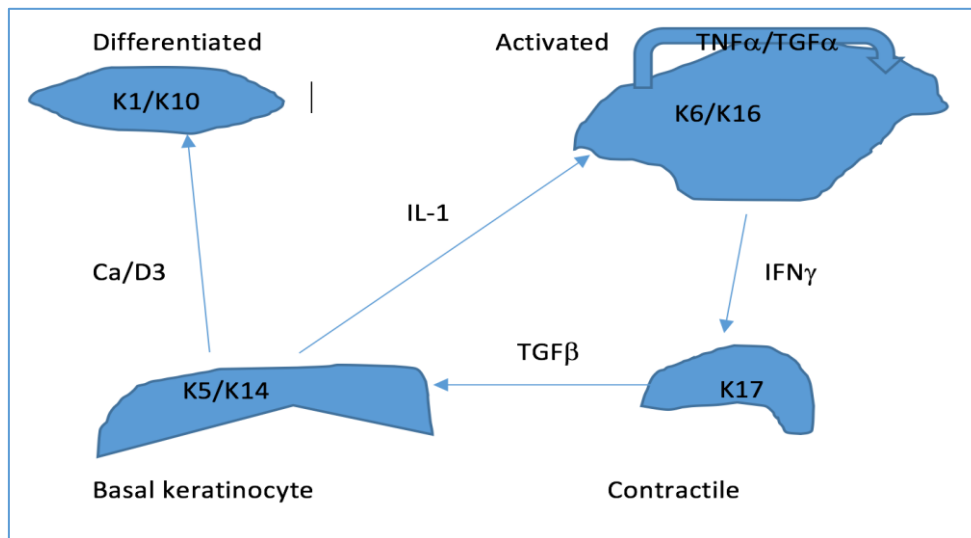 Differentiated
Activated
TNFα/TGFα
K1/K10
K6/K16
IL-1
Ca/D3
IFNγ
TGFβ
K5/K14
K17
Basal keratinocyte
Contractile